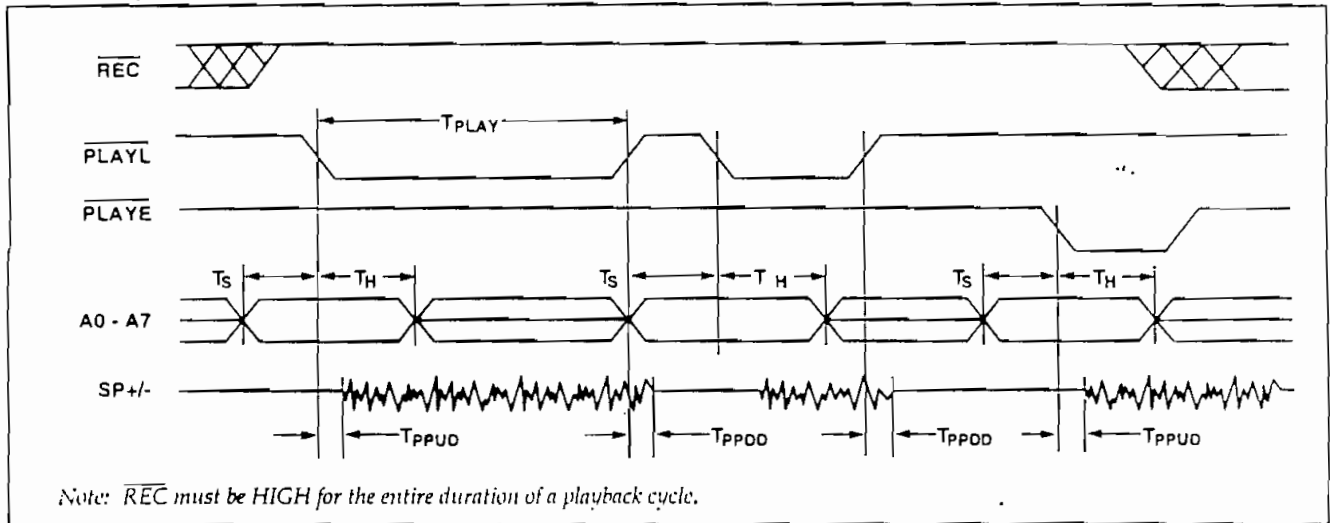 REC
TPLAY
PLAYL
PLAYE
TS TH TS TH TS TH
A0 - A7
SP+/-
TPPUD TPPDD TPPDD TPPUD
Note: REC must be HIGH for the entire duration of a playback cycle.